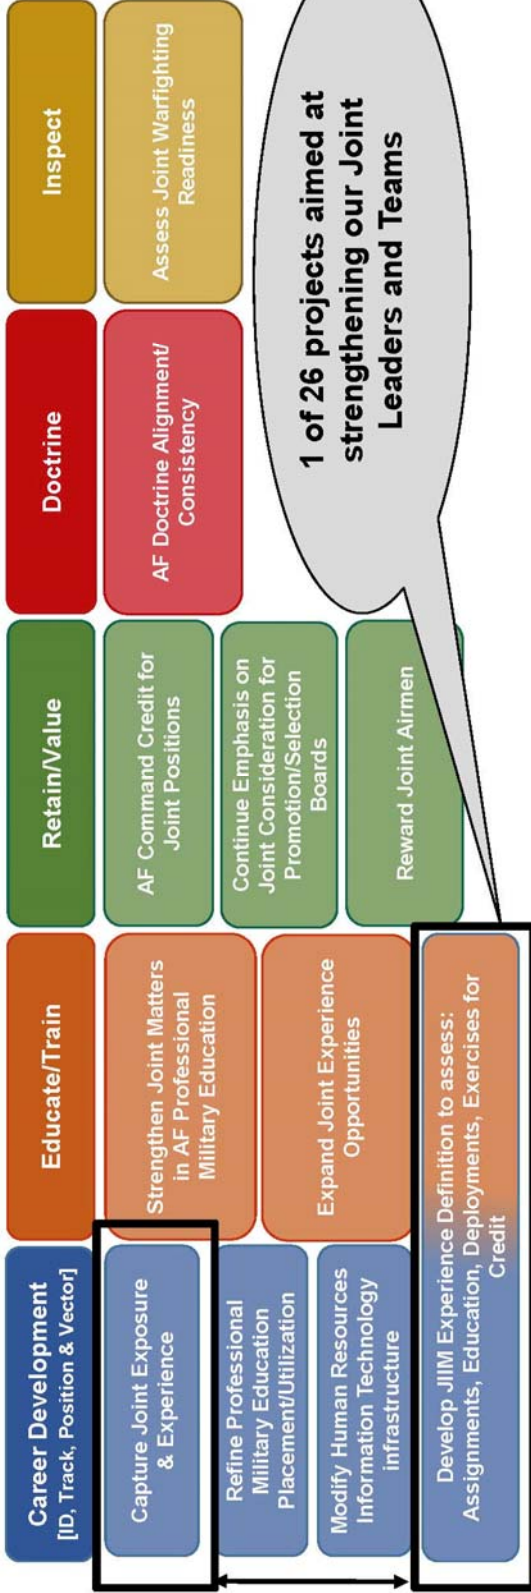 Career Development
[ID, Track, Position & Vector]
Capture Joint Exposure
& Experience
Refine Professional
Military Education
Placement/Utilization
Modify Human Resources
Information Technology
infrastructure
Educate/Train
Strengthen Joint Matters
in AF Professional
Military Education
Expand Joint Experience
Opportunities
Develop JIIM Experience Definition to assess:
Assignments, Education, Deployments, Exercises for
Credit
Retain/Value
AF Command Credit for
Joint Positions
Continue Emphasis on
Joint Consideration for
Promotion/Selection
Boards
Reward Joint Airmen
Doctrine
AF Doctrine Alignment/
Consistency
Inspect
Assess Joint Warfighting
Readiness
1 of 26 projects aimed at
strengthening our Joint
Leaders and Teams